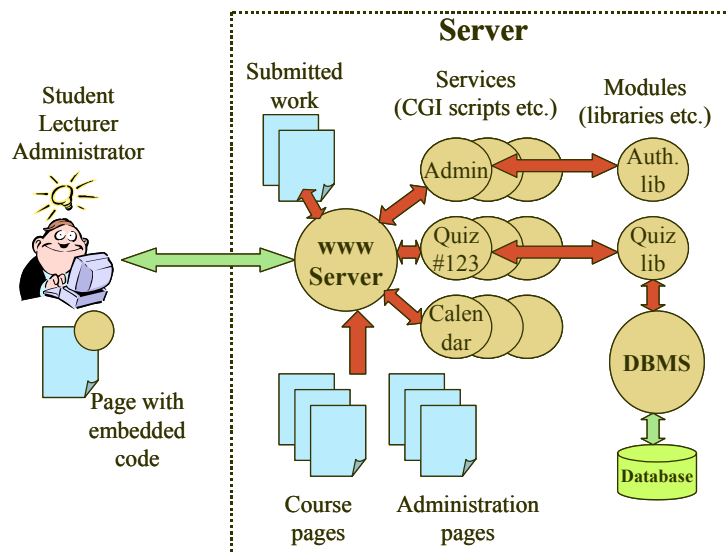 Server
Submitted
work
Services
(CGI scripts etc.)
Modules
(libraries etc.)
Student
Lecturer
Administrator
Admin
Auth.
lib
www
Server
Quiz
#123
Quiz
lib
Calen
dar
DBMS
Page with
embedded
code
Database
Course
pages
Administration
pages